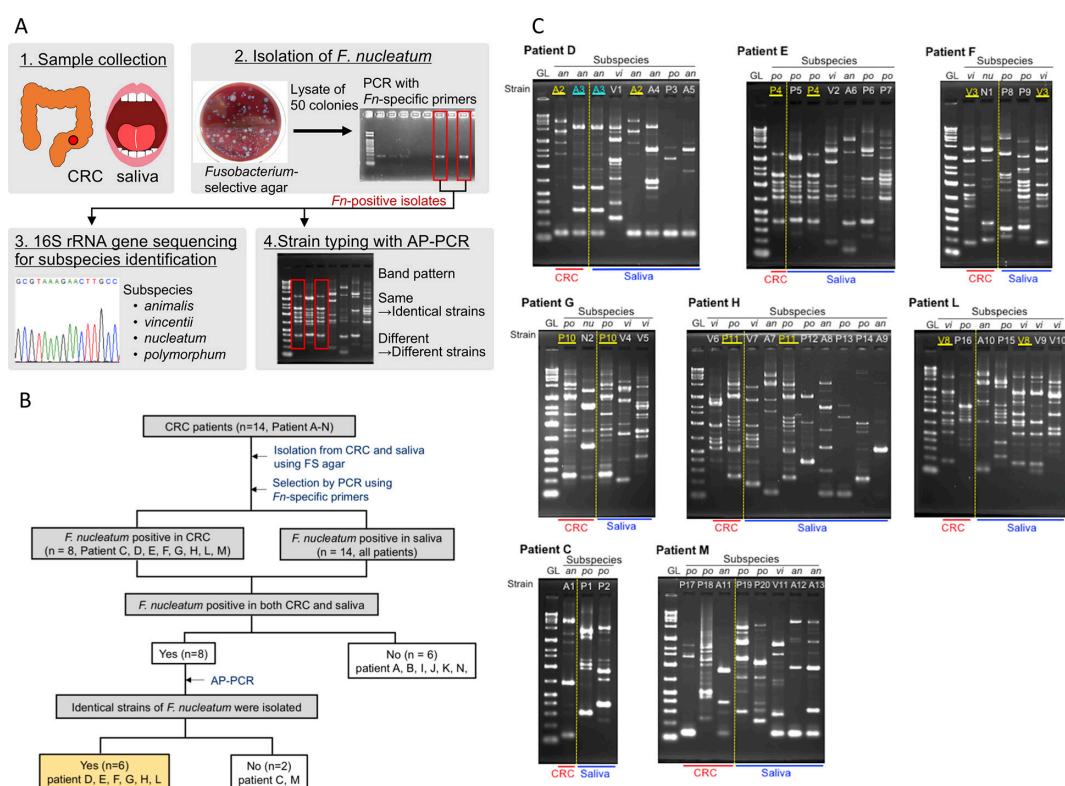 A
1. Sample collection
CRC saliva
2. Isolation of F. nucleatum
Lysate of
50 colonies
PCR with
Fn-specific primers
Fusobacterium-
selective agar
Fn-positive isolates
3. 16S rRNA gene sequencing
for subspecies identification
GCGTAAAGAACTTGCC
Subspecies
• animalis
• vincentii
• nucleatum
• polymorphum
4.Strain typing with AP-PCR
Band pattern
Same
→Identical strains
Different
→Different strains
B
CRC patients (n=14, Patient A-N)
Isolation from CRC and saliva
using FS agar
Selection by PCR using
Fn-specific primers
F. nucleatum positive in CRC
(n = 8, Patient C, D, E, F, G, H, L, M)
F. nucleatum positive in saliva
(n = 14, all patients)
F. nucleatum positive in both CRC and saliva
Yes (n=8)
No (n = 6)
patient A, B, I, J, K, N,
AP-PCR
Identical strains of F. nucleatum were isolated
Yes (n=6)
patient D, E, F, G, H, L
No (n=2)
patient C, M
C
Patient D
Subspecies
GL an an an vi an an po an
Strain A2 A3 A3 V1 A2 A4 P3 A5
CRC Saliva
Patient E
Subspecies
GL po po po vi an po po
P4 P5 P4 V2 A6 P6 P7
CRC Saliva
Patient F
Subspecies
GL vi nu po po vi
V3 N1 P8 P9 V3
CRC Saliva
Patient G
Subspecies
GL po nu po vi vi
Strain P10 N2 P10 V4 V5
CRC Saliva
Patient H
Subspecies
GL vi po vi an po po an po po an
V6 P11 V7 A7 P11 P12 A8 P13 P14 A9
CRC Saliva
Patient L
Subspecies
GL vi po an po vi vi vi
V8 P16 A10 P15 V8 V9 V10
CRC Saliva
Patient C
Subspecies
GL an po po
Strain A1 P1 P2
CRC Saliva
Patient M
Subspecies
GL po po an po po vi an an
P17 P18 A11 P19 P20 V11 A12 A13
CRC Saliva